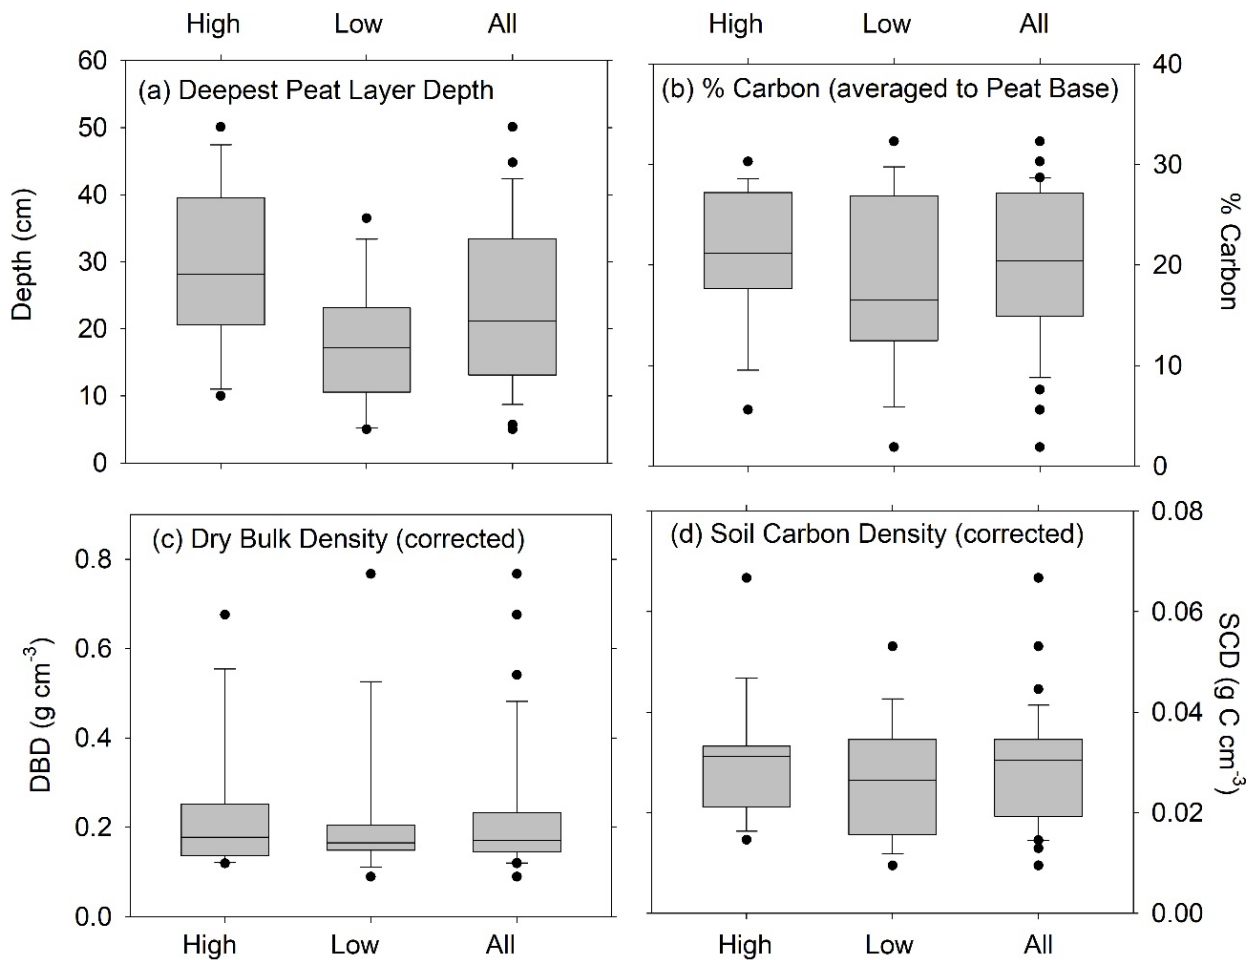 High Low All
High Low All
(a) Deepest Peat Layer Depth
60
50
40
30
20
10
0
Depth (cm)
(b) % Carbon (averaged to Peat Base)
40
30
20
10
0
% Carbon
(c) Dry Bulk Density (corrected)
0.8
0.6
0.4
0.2
0.0
DBD (g cm-3)
High Low All
(d) Soil Carbon Density (corrected)
0.08
0.06
0.04
0.02
0.00
SCD (g C cm-3)
High Low All